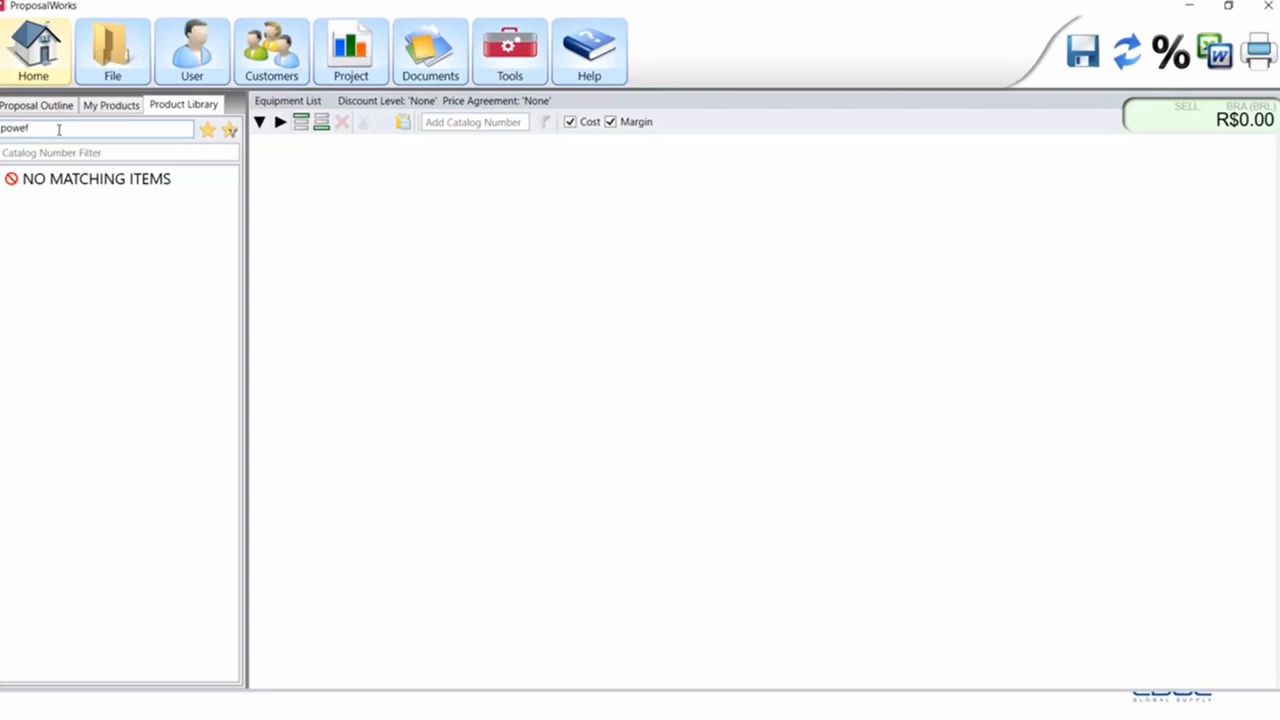 ProposalWorks
Home
File
User
Customers
Project
Documents
Tools
Help
Proposal Outline
My Products
Product Library
Equipment List
Discount Level: 'None'
Price Agreement: 'None'
SELL
BRA (BRL)
R$0.00
powef
Add Catalog Number
Cost
Margin
Catalog Number Filter
NO MATCHING ITEMS
GLOBAL SUPPLY